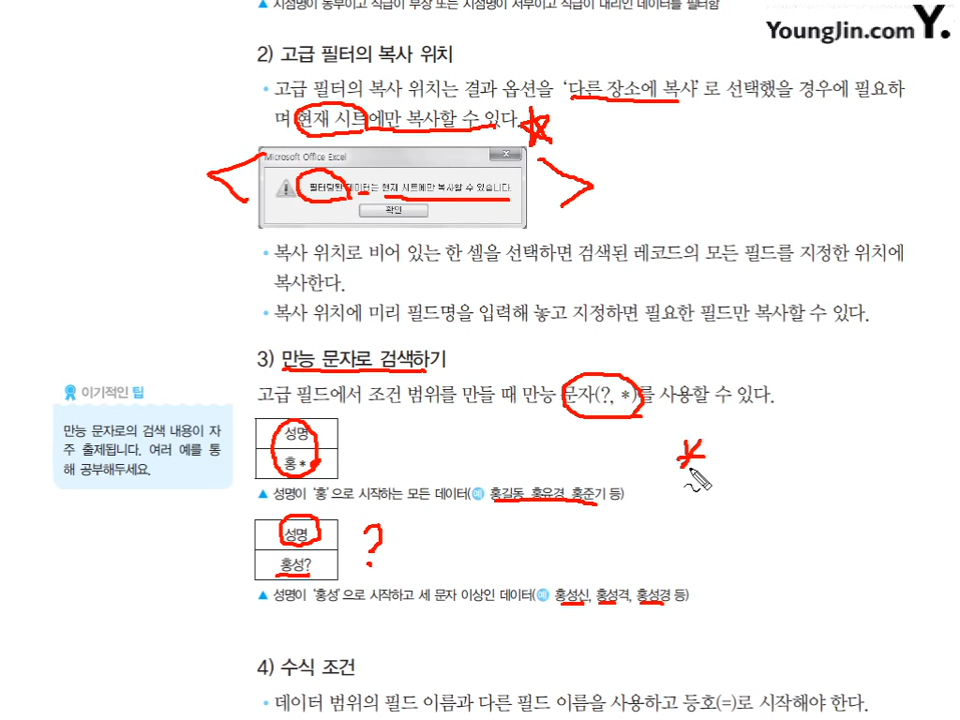 ▲ 지점명이 동부이고 직급이 부장 또는 지점명이 서부이고 직급이 대리인 데이터를 필터함
YoungJin.com Y.
2) 고급 필터의 복사 위치
• 고급 필터의 복사 위치는 결과 옵션을 ‘다른 장소에 복사’로 선택했을 경우에 필요하
며 현재 시트에만 복사할 수 있다.
Microsoft Office Excel
필터링된 데이터는 현재 시트에만 복사할 수 있습니다.
확인
• 복사 위치로 비어 있는 한 셀을 선택하면 검색된 레코드의 모든 필드를 지정한 위치에
복사한다.
• 복사 위치에 미리 필드명을 입력해 놓고 지정하면 필요한 필드만 복사할 수 있다.
3) 만능 문자로 검색하기
이기적인 팁
고급 필드에서 조건 범위를 만들 때 만능 문자(?, *)를 사용할 수 있다.
만능 문자로의 검색 내용이 자
주 출제됩니다. 여러 예를 통
해 공부해두세요.
성명
홍*
*
▲ 성명이 ‘홍’으로 시작하는 모든 데이터(예 홍길동, 홍유경, 홍준기 등)
성명
홍성?
?
▲ 성명이 ‘홍성’으로 시작하고 세 문자 이상인 데이터(예 홍성신, 홍성격, 홍성경 등)
4) 수식 조건
• 데이터 범위의 필드 이름과 다른 필드 이름을 사용하고 등호(=)로 시작해야 한다.